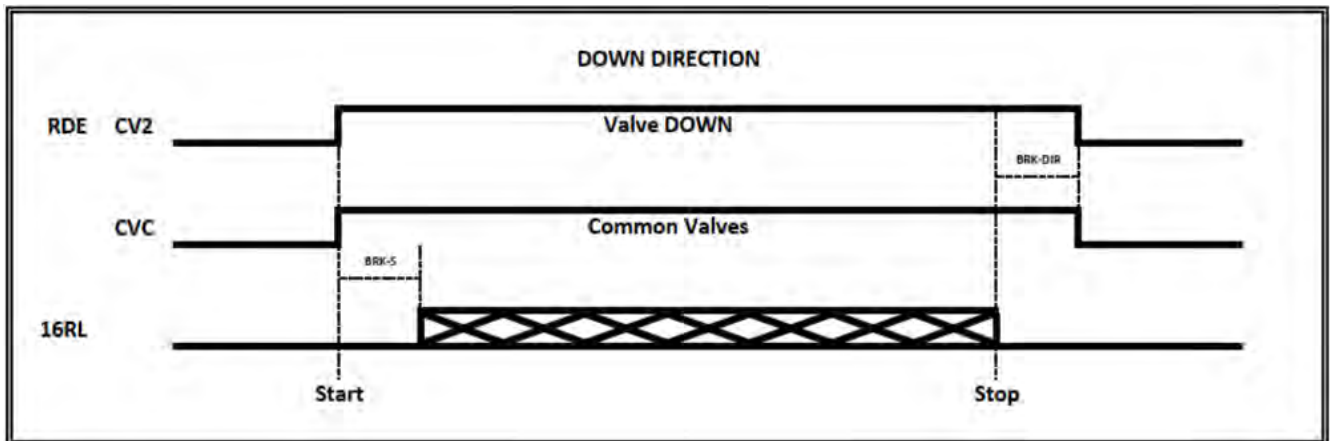 DOWN DIRECTION
RDE CV2
Valve DOWN
BRK-DIR
CVC
Common Valves
BRK-S
16RL
Start
Stop